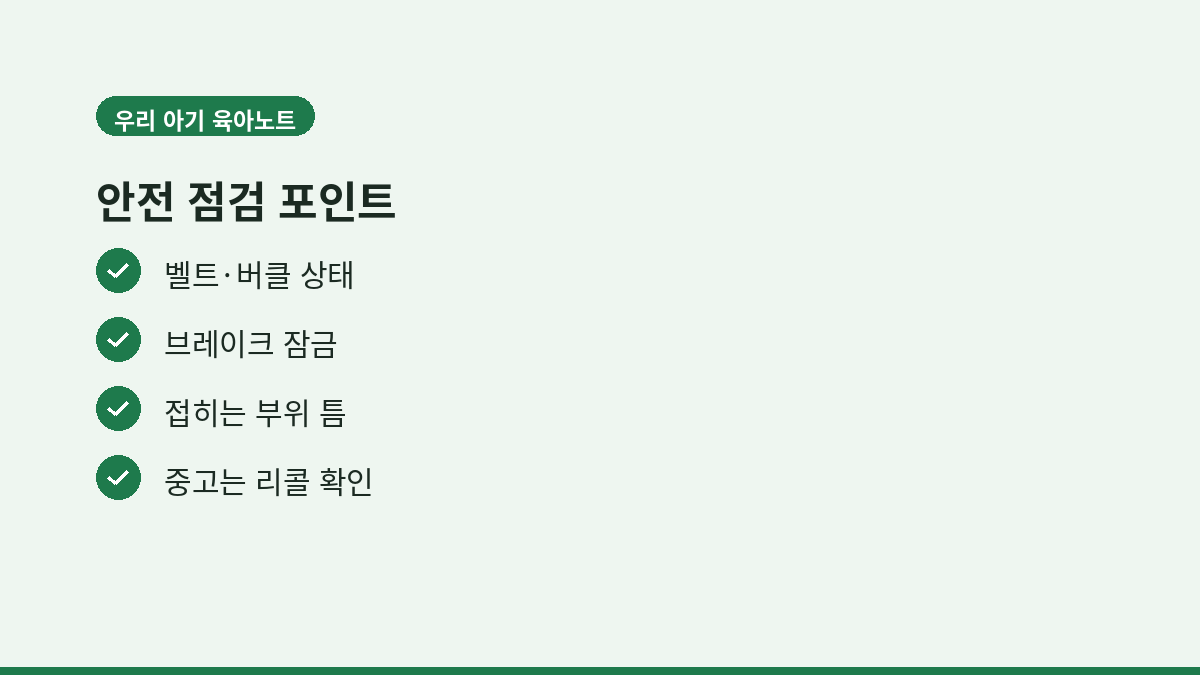 우리 아기 육아노트
안전 점검 포인트
벨트·버클 상태
브레이크 잠금
접히는 부위 틈
중고는 리콜 확인